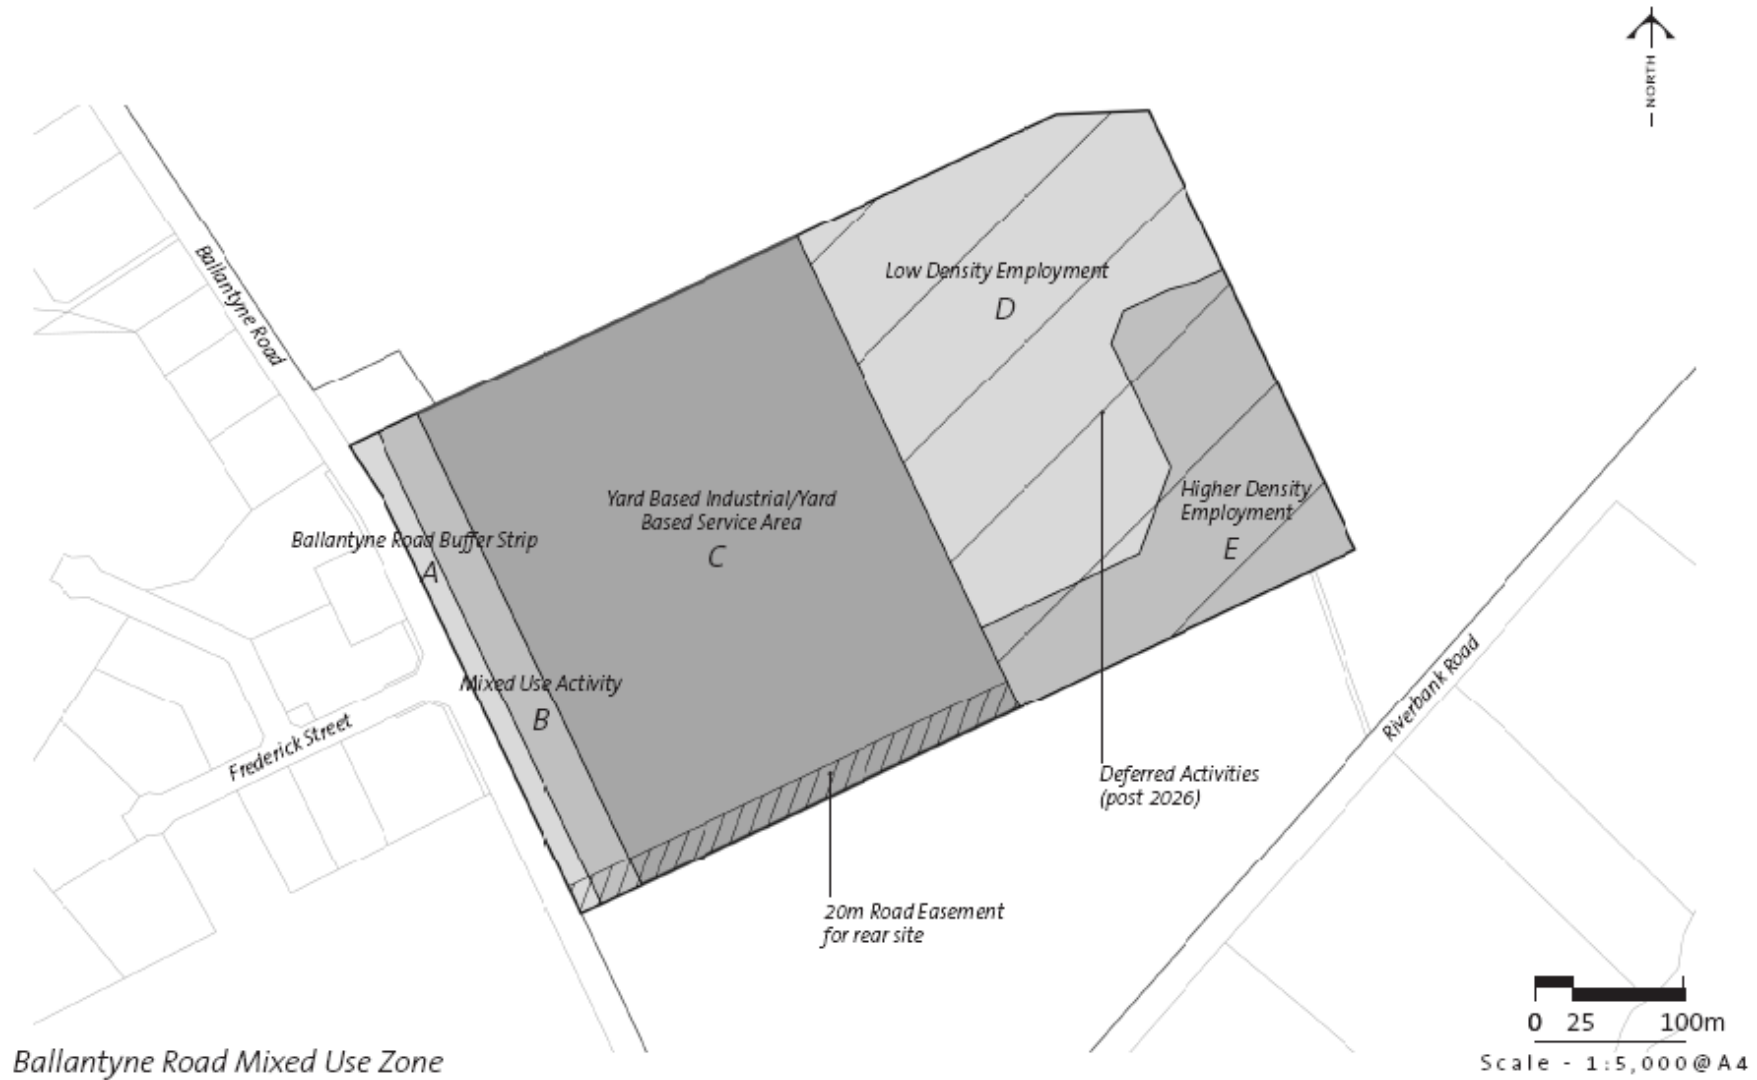 — NORTH
Ballantyne Road
Low Density Employment
D
Yard Based Industrial/Yard
Based Service Area
C
Higher Density
Employment
E
Ballantyne Road Buffer Strip
A
Mixed Use Activity
B
Frederick Street
Riverbank Road
Deferred Activities
(post 2026)
20m Road Easement
for rear site
0 25 100m
Scale - 1:5,000@A4
Ballantyne Road Mixed Use Zone